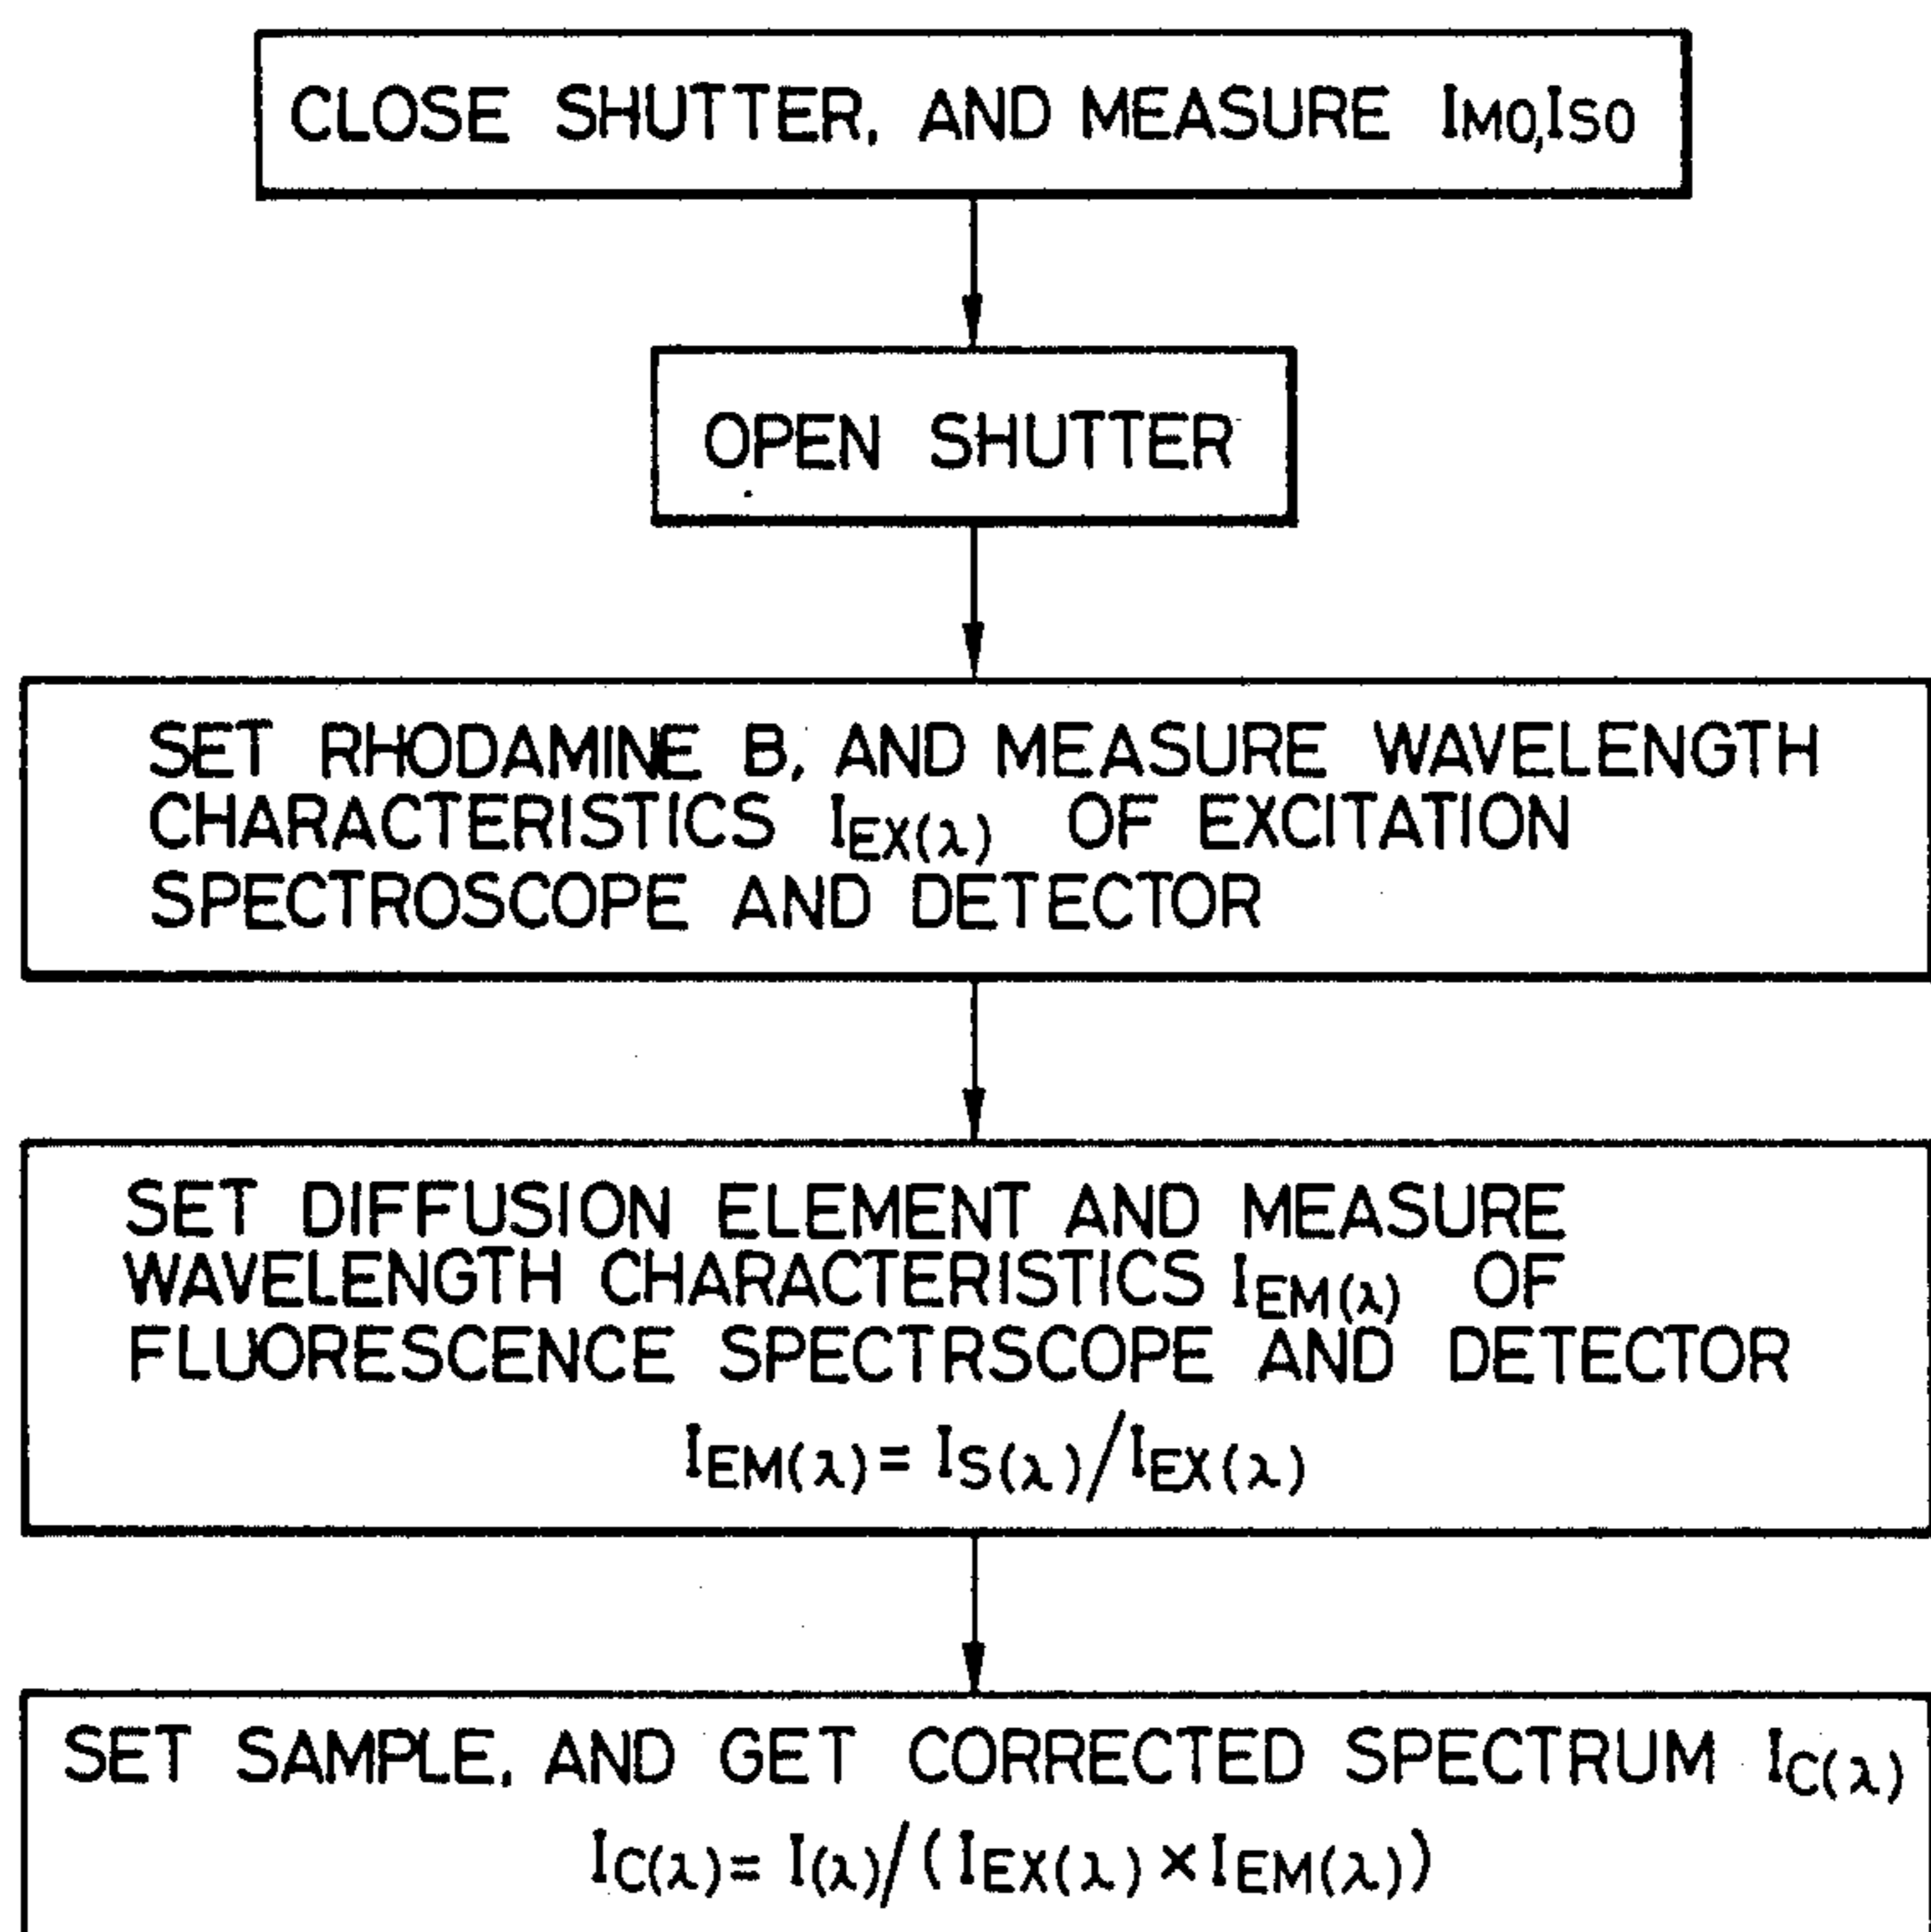 CLOSE SHUTTER, AND MEASURE IM0,IS0
OPEN SHUTTER
SET RHODAMINE B, AND MEASURE WAVELENGTH
CHARACTERISTICS IEX(λ) OF EXCITATION
SPECTROSCOPE AND DETECTOR
SET DIFFUSION ELEMENT AND MEASURE
WAVELENGTH CHARACTERISTICS IEM(λ) OF
FLUORESCENCE SPECTRSCOPE AND DETECTOR
IEM(λ)= IS(λ)/IEX(λ)
SET SAMPLE, AND GET CORRECTED SPECTRUM IC(λ)
IC(λ)= I(λ)/(IEX(λ)×IEM(λ))